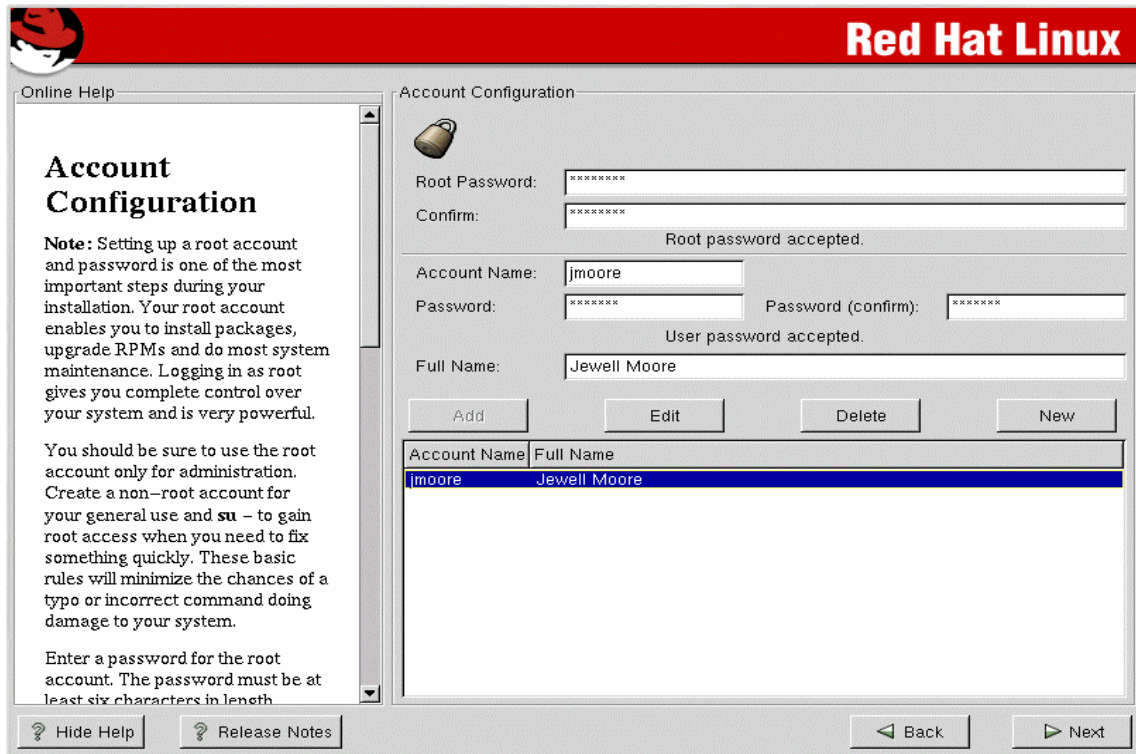 Red Hat Linux
Online Help
Account
Configuration
Note: Setting up a root account
and password is one of the most
important steps during your
installation. Your root account
enables you to install packages,
upgrade RPMs and do most system
maintenance. Logging in as root
gives you complete control over
your system and is very powerful.
You should be sure to use the root
account only for administration.
Create a non-root account for
your general use and su - to gain
root access when you need to fix
something quickly. These basic
rules will minimize the chances of a
typo or incorrect command doing
damage to your system.
Enter a password for the root
account. The password must be at
least six characters in length.
Account Configuration
Root Password: ********
Confirm: ********
Root password accepted.
Account Name: jmoore
Password: ******* Password (confirm): *******
User password accepted.
Full Name: Jewell Moore
Add Edit Delete New
Account Name Full Name
jmoore Jewell Moore
? Hide Help ? Release Notes Back Next